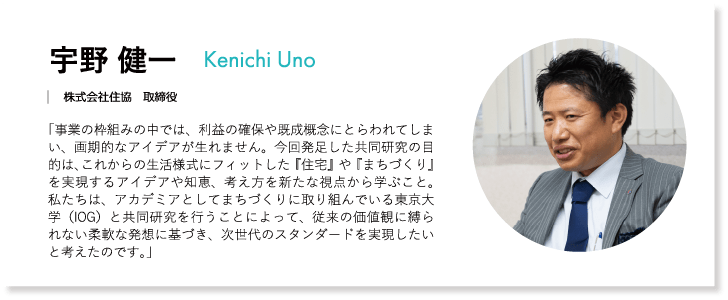 宇野 健一 Kenichi Uno
株式会社住協 取締役
「事業の枠組みの中では、利益の確保や既成概念にとらわれてしま
い、画期的なアイデアが生れません。今回発足した共同研究の目
的は、これからの生活様式にフィットした『住宅』や『まちづくり』
を実現するアイデアや知恵、考え方を新たな視点から学ぶこと。
私たちは、アカデミアとしてまちづくりに取り組んでいる東京大
学（IOG）と共同研究を行うことによって、従来の価値観に縛ら
れない柔軟な発想に基づき、次世代のスタンダードを実現したい
と考えたのです。」